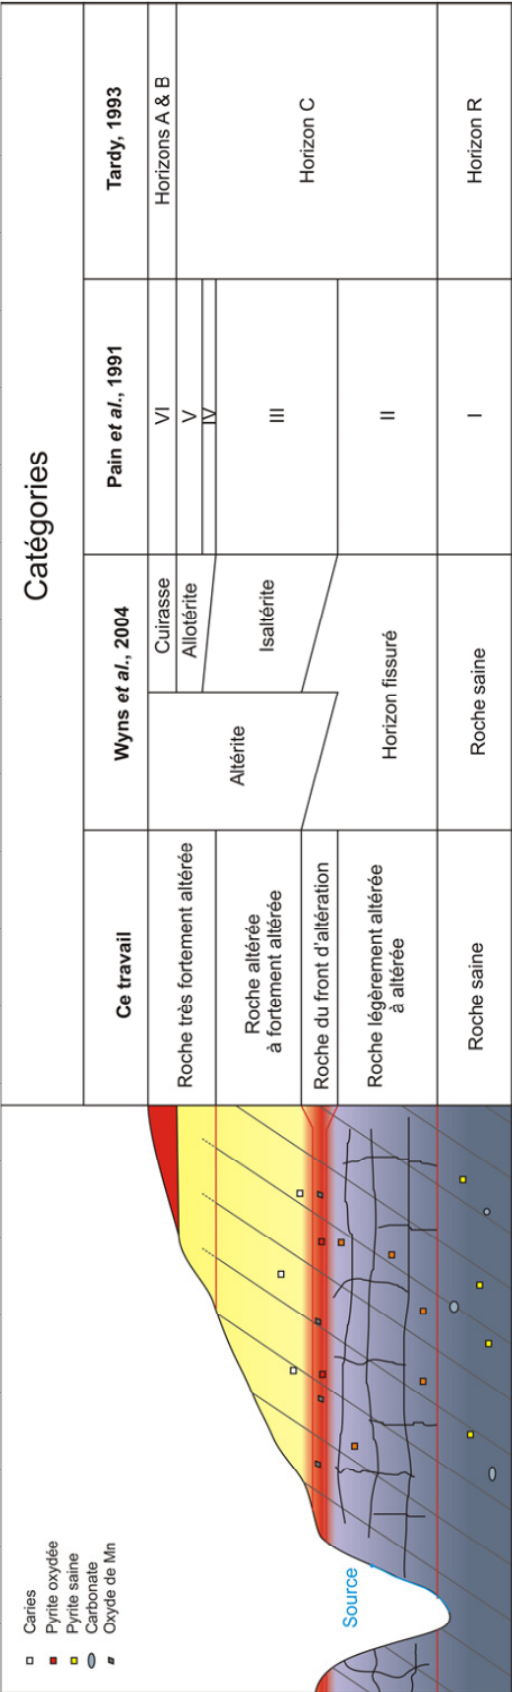 Caries
Pyrite oxydée
Pyrite saine
Carbonate
Oxyde de Mn
Source
Catégories
Ce travail
Wyns et al., 2004
Pain et al., 1991
Tardy, 1993
Roche très fortement altérée
Roche altérée
à fortement altérée
Roche du front d'altération
Roche légèrement altérée
à altérée
Roche saine
Altérite
Cuirasse
Allotérite
Isaltérite
Horizon fissuré
Roche saine
VI
V
IV
III
II
I
Horizons A & B
Horizon C
Horizon R